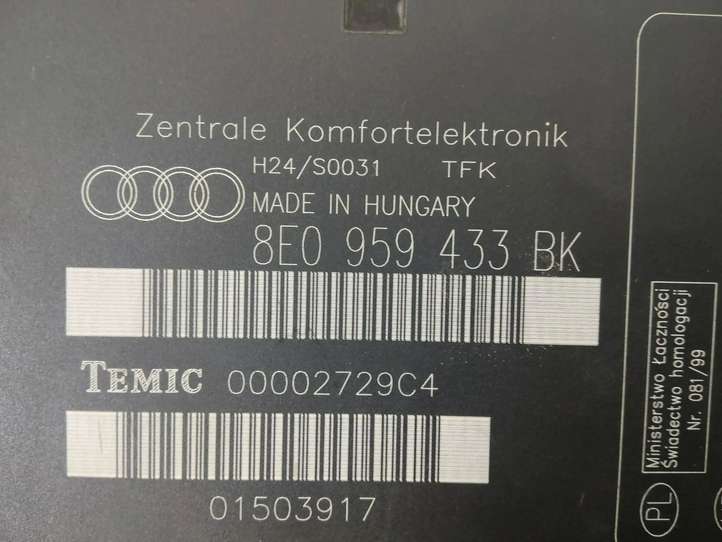 Zentrale Komfortelektronik
H24/S0031 TFK
MADE IN HUNGARY
8E0 959 433 BK
TEMIC 00002729C4
01503917
Ministerstwo Łaczności
Świadectwo homologacji
Nr. 081/99
PL